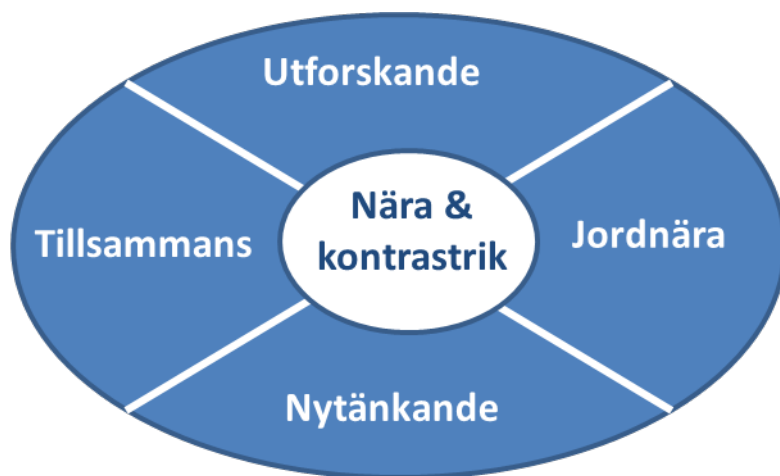 Utforskande
Nära &
kontrastrik
Tillsammans
Jordnära
Nytänkande